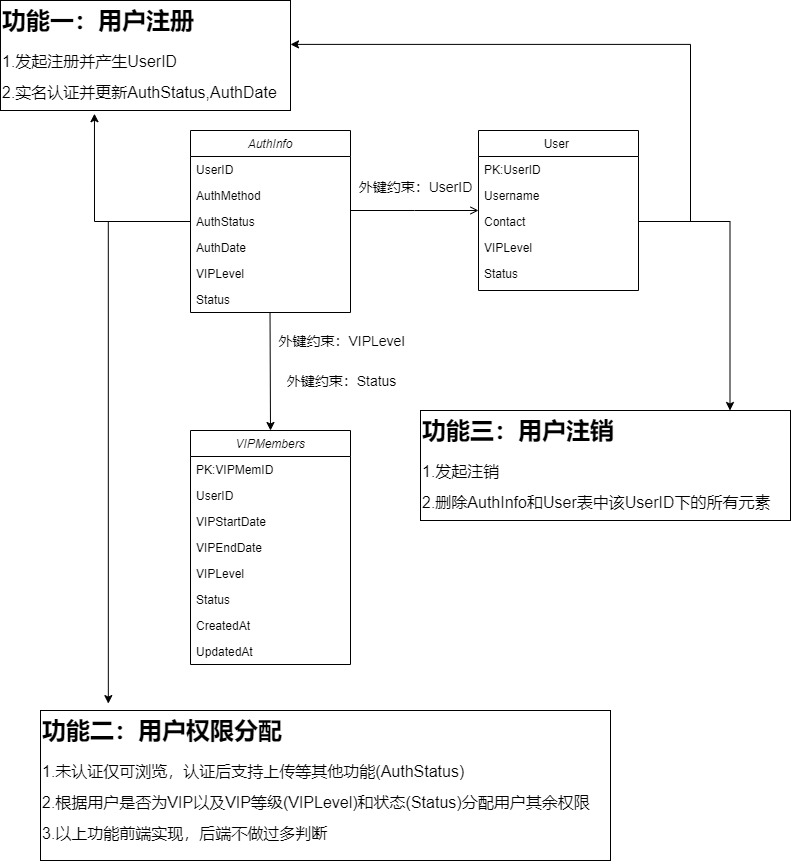 功能一：用户注册
1.发起注册并产生UserID
2.实名认证并更新AuthStatus,AuthDate
AuthInfo
UserID
AuthMethod
AuthStatus
AuthDate
VIPLevel
Status
外键约束：UserID
User
PK:UserID
Username
Contact
VIPLevel
Status
外键约束：VIPLevel
外键约束：Status
VIPMembers
PK:VIPMemID
UserID
VIPStartDate
VIPEndDate
VIPLevel
Status
CreatedAt
UpdatedAt
功能三：用户注销
1.发起注销
2.删除AuthInfo和User表中该UserID下的所有元素
功能二：用户权限分配
1.未认证仅可浏览，认证后支持上传等其他功能(AuthStatus)
2.根据用户是否为VIP以及VIP等级(VIPLevel)和状态(Status)分配用户其余权限
3.以上功能前端实现，后端不做过多判断